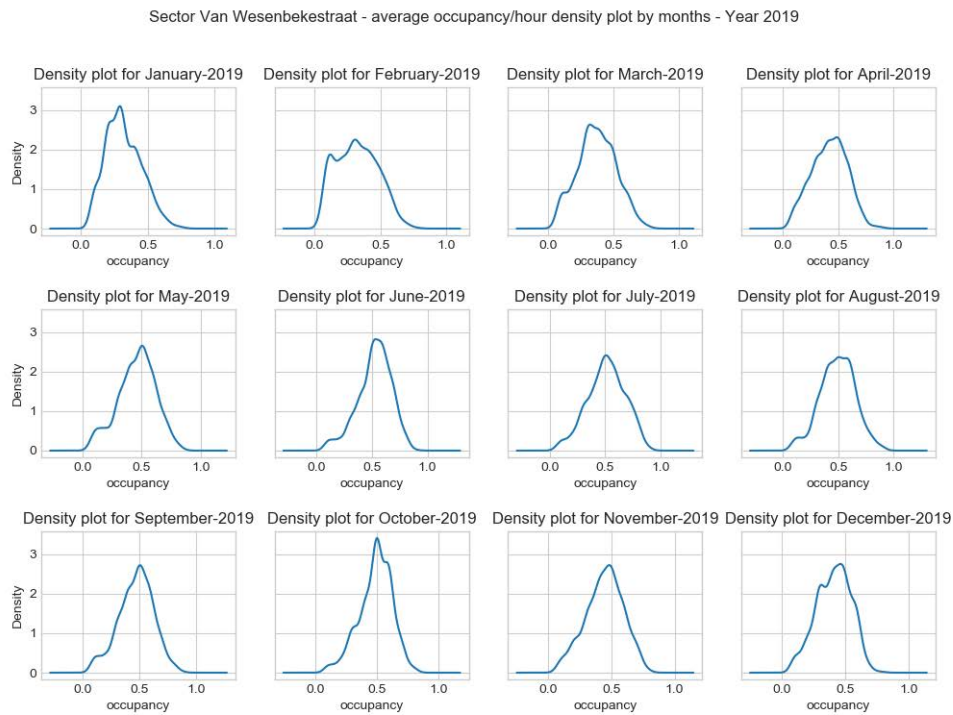 Sector Van Wesenbekestraat - average occupancy/hour density plot by months - Year 2019
Density plot for January-2019
Density plot for February-2019
Density plot for March-2019
Density plot for April-2019
3
2
1
0
Density
0.0 0.5 1.0
0.0 0.5 1.0
0.0 0.5 1.0
0.0 0.5 1.0
occupancy
occupancy
occupancy
occupancy
Density plot for May-2019
Density plot for June-2019
Density plot for July-2019
Density plot for August-2019
3
2
1
0
Density
0.0 0.5 1.0
0.0 0.5 1.0
0.0 0.5 1.0
0.0 0.5 1.0
occupancy
occupancy
occupancy
occupancy
Density plot for September-2019
Density plot for October-2019
Density plot for November-2019
Density plot for December-2019
3
2
1
0
Density
0.0 0.5 1.0
0.0 0.5 1.0
0.0 0.5 1.0
0.0 0.5 1.0
occupancy
occupancy
occupancy
occupancy